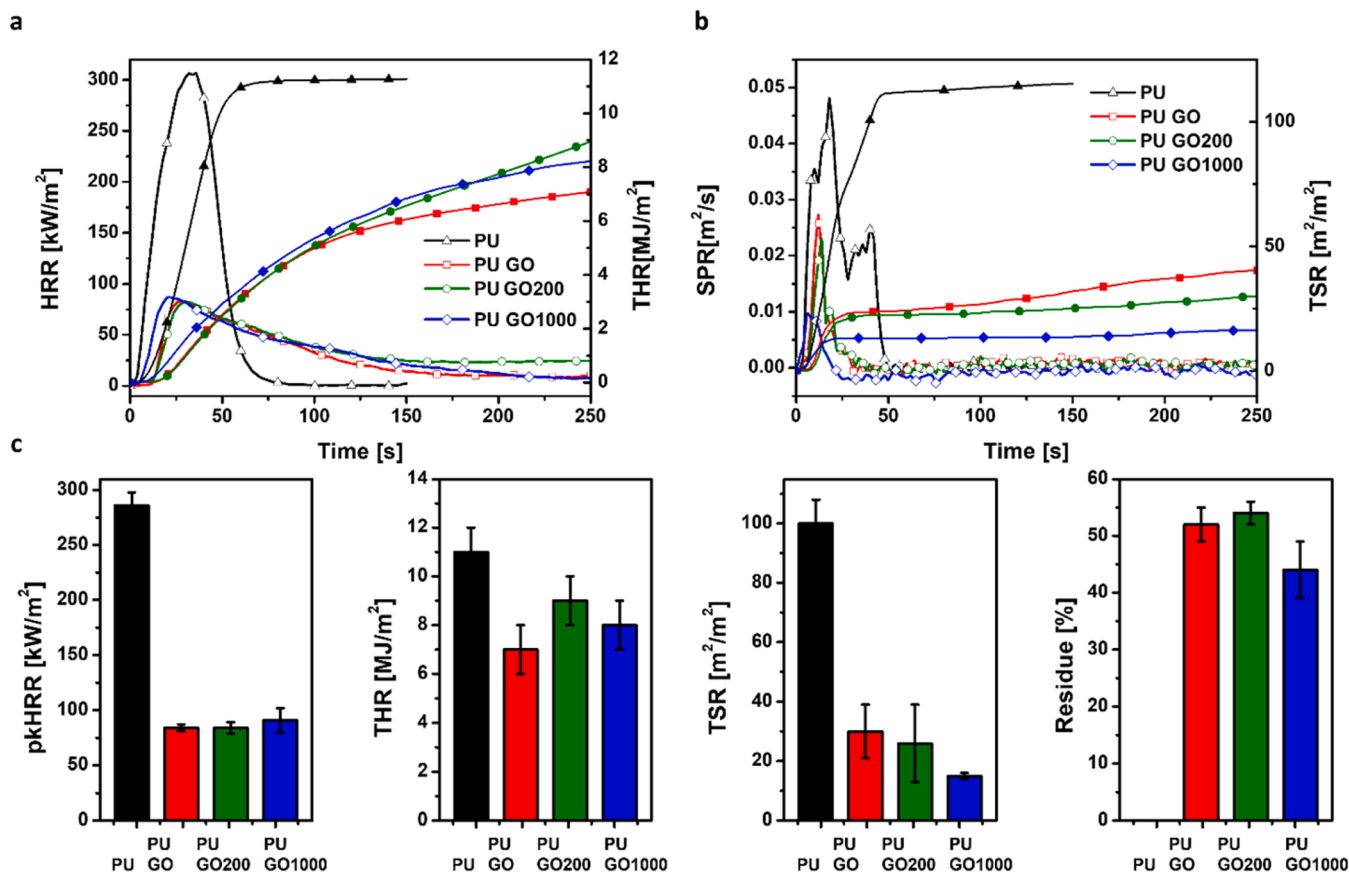 a
HRR [kW/m²]
300
250
200
150
100
50
0
0 50 100 150 200 250
Time [s]
12
10
8
6
4
2
0
THR[MJ/m²]
PU
PU GO
PU GO200
PU GO1000
b
SPR[m²/s]
0.05
0.04
0.03
0.02
0.01
0.00
0 50 100 150 200 250
Time [s]
100
50
0
TSR [m²/m²]
PU
PU GO
PU GO200
PU GO1000
c
pkHRR [kW/m²]
300
250
200
150
100
50
0
PU PU PU PU
GO GO200 GO1000
THR [MJ/m²]
14
12
10
8
6
4
2
0
PU PU PU PU
GO GO200 GO1000
TSR [m²/m²]
100
80
60
40
20
0
PU PU PU PU
GO GO200 GO1000
Residue [%]
60
50
40
30
20
10
0
PU PU PU PU
GO GO200 GO1000